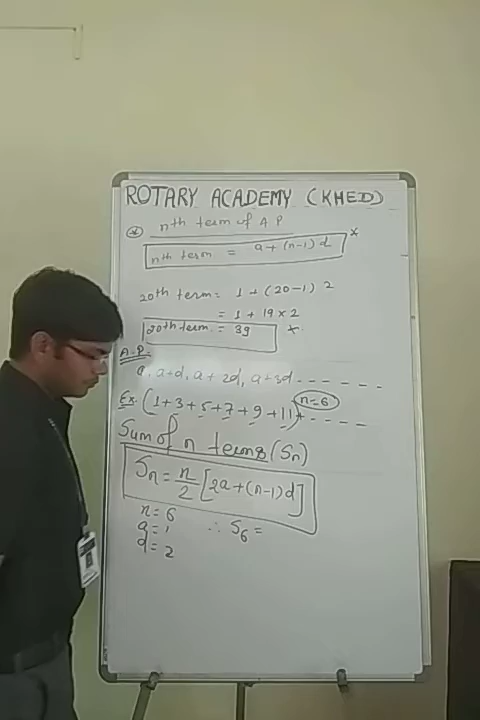 ROTARY ACADEMY (KHED)
* nth term of A P
nth term = a+(n-1)d x
20th term = 1 + (20-1) 2
= 1 + 19 x 2
20th term = 39 x
A.P.
a, a+d, a+2d, a+3d - - - - - -
Ex. (1+3+5+7+9+11)+ - - - - n=6
Sum of n terms (Sn)
Sn = n/2 [2a+(n-1)d]
n = 6
a = 1 ∴ S6 =
d = 2